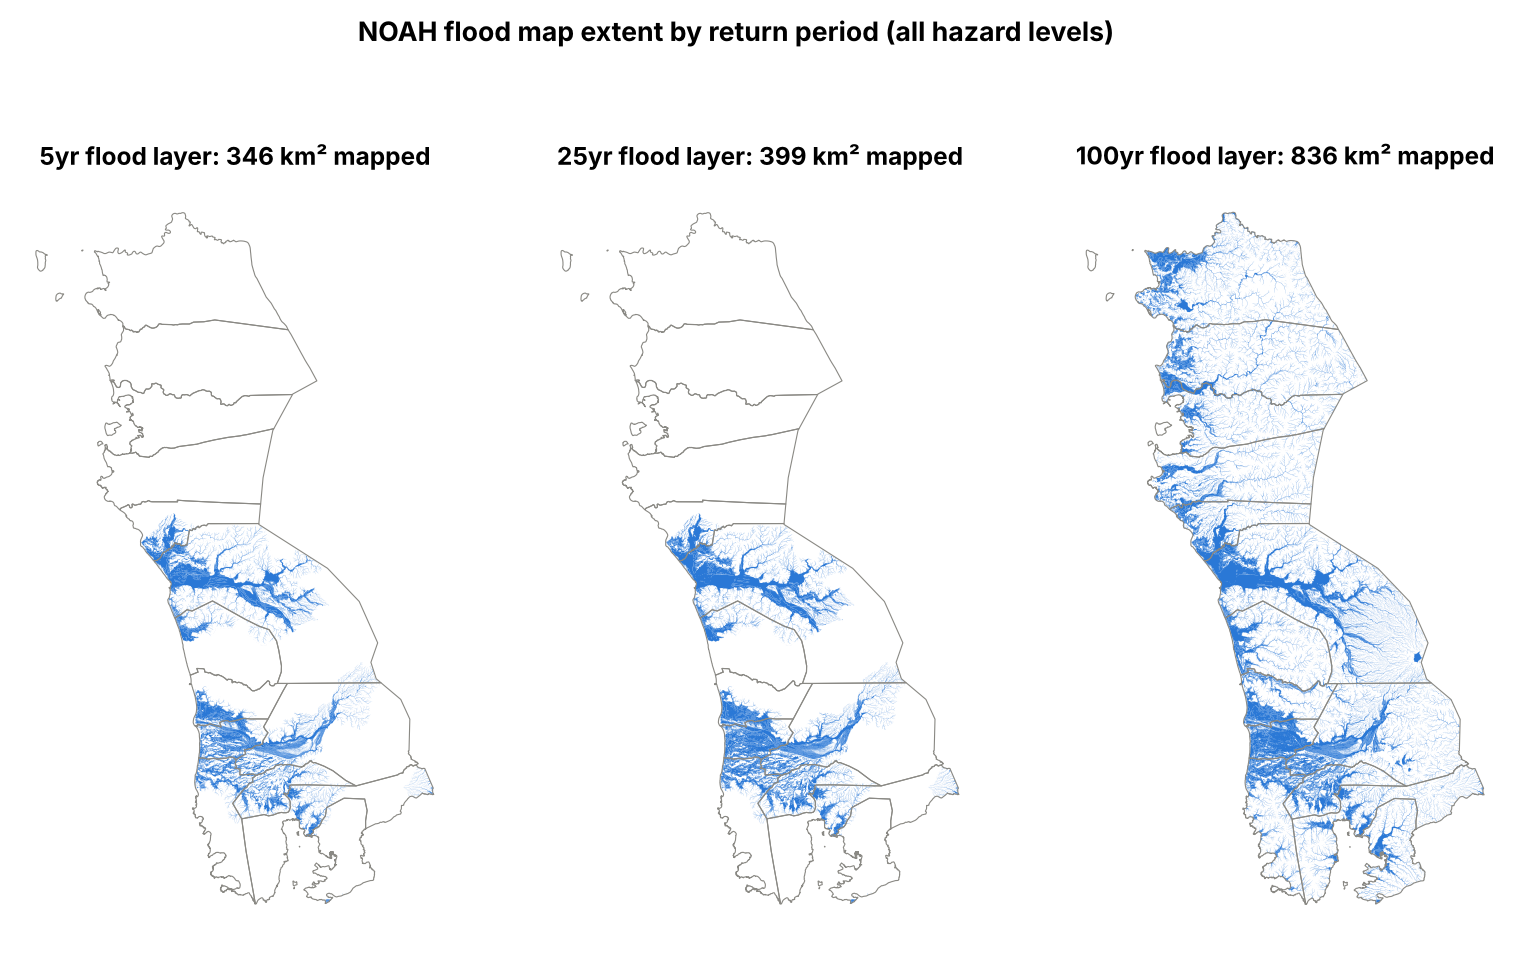 NOAH flood map extent by return period (all hazard levels)
5yr flood layer: 346 km² mapped
25yr flood layer: 399 km² mapped
100yr flood layer: 836 km² mapped